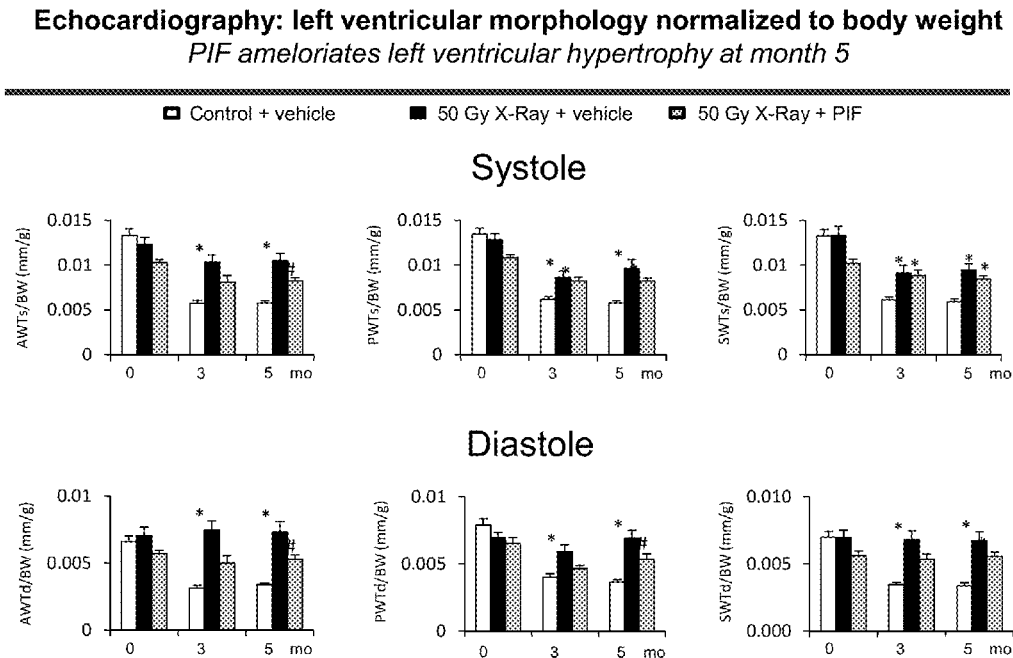 Echocardiography: left ventricular morphology normalized to body weight
PIF ameloriates left ventricular hypertrophy at month 5
Control + vehicle 50 Gy X-Ray + vehicle 50 Gy X-Ray + PIF
Systole
AWTs/BW (mm/g)
0.015
0.01
0.005
0
* * #
0 3 5 mo
PWTs/BW (mm/g)
0.015
0.01
0.005
0
* * *
0 3 5 mo
SWTs/BW (mm/g)
0.015
0.01
0.005
0
* * * *
0 3 5 mo
Diastole
AWTd/BW (mm/g)
0.01
0.005
0
* * #
0 3 5 mo
PWTd/BW (mm/g)
0.01
0.005
0
* * #
0 3 5 mo
SWTd/BW (mm/g)
0.010
0.005
0.000
* *
0 3 5 mo